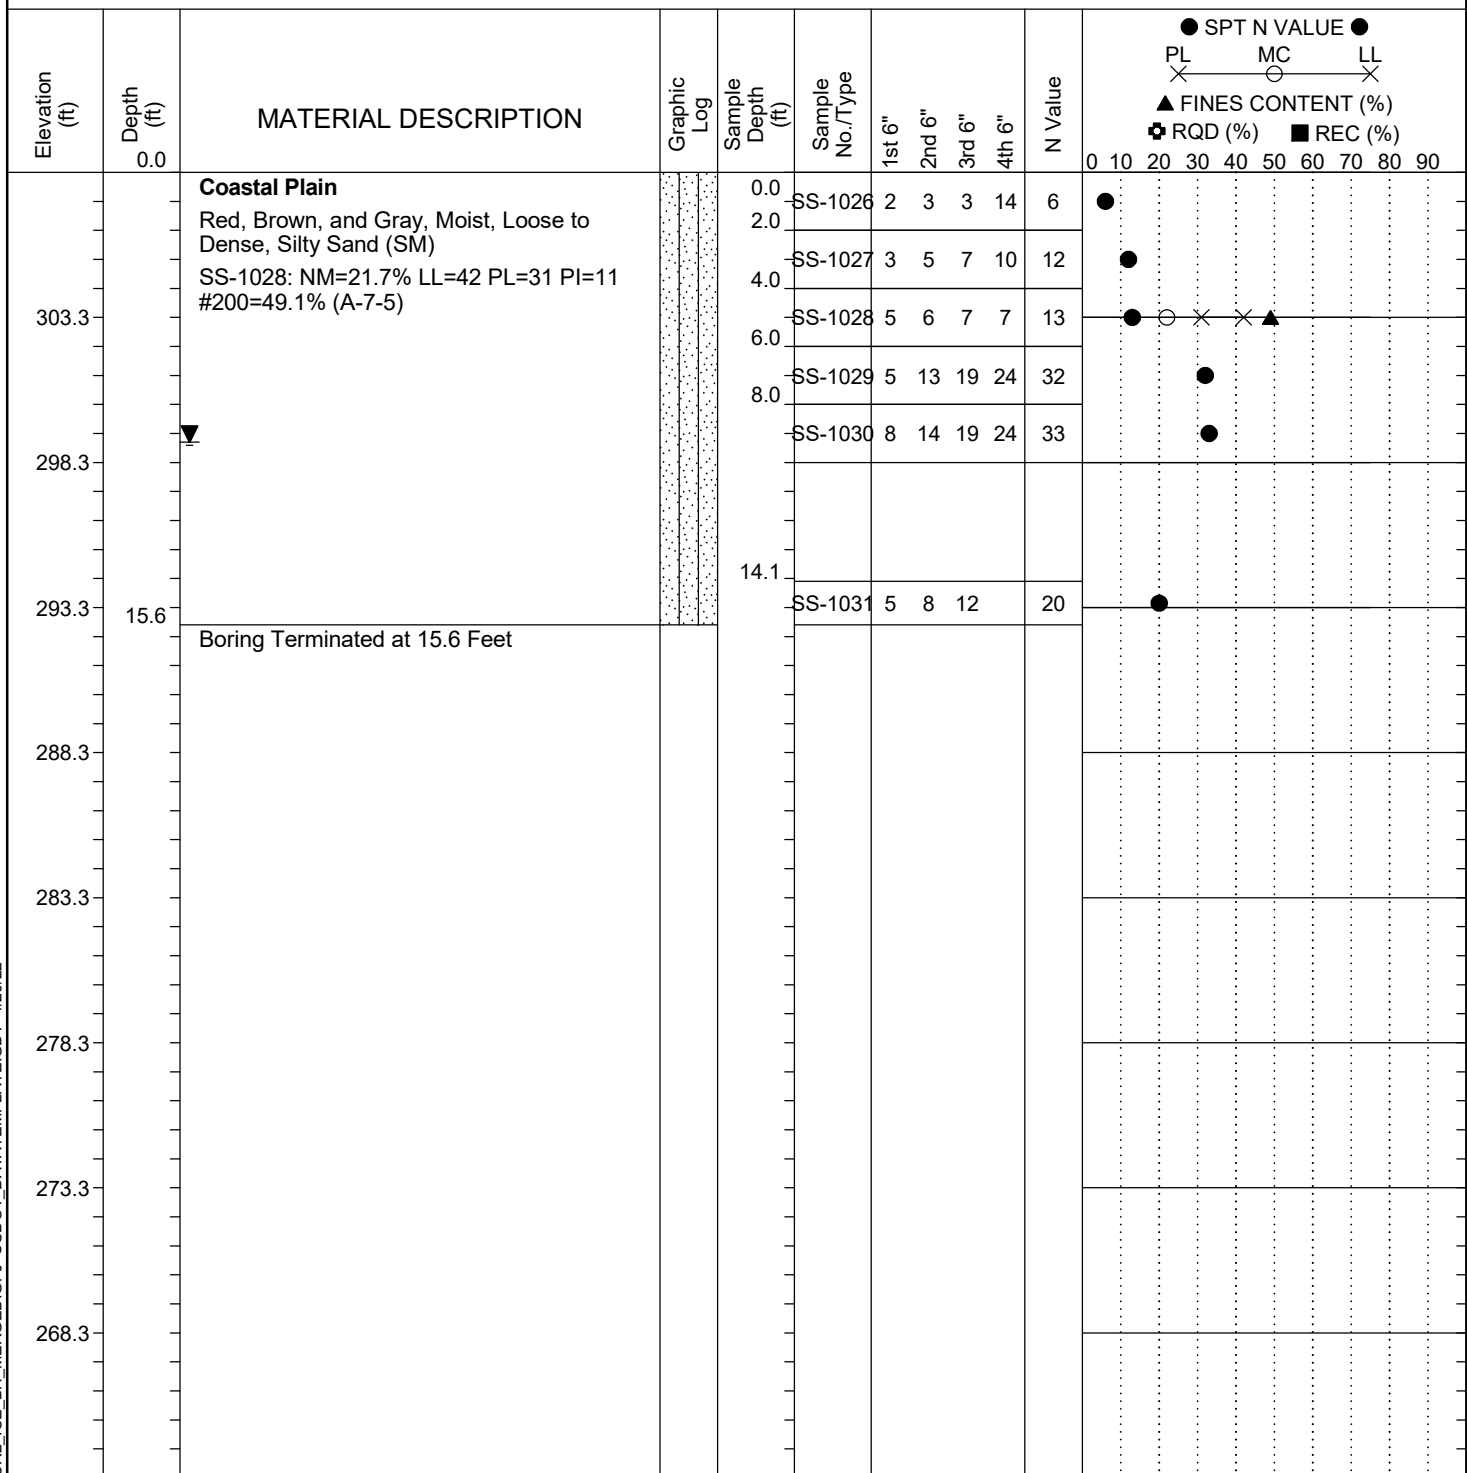 ● SPT N VALUE ●
PL MC LL
▲ FINES CONTENT (%)
RQD (%) ■ REC (%)
0 10 20 30 40 50 60 70 80 90
Elevation (ft)
Depth (ft)
0.0
MATERIAL DESCRIPTION
Graphic Log
Sample Depth (ft)
Sample No./Type
1st 6"
2nd 6"
3rd 6"
4th 6"
N Value
Coastal Plain
Red, Brown, and Gray, Moist, Loose to
Dense, Silty Sand (SM)
SS-1028: NM=21.7% LL=42 PL=31 PI=11
#200=49.1% (A-7-5)
0.0
SS-1026 2 3 3 14 6
2.0
SS-1027 3 5 7 10 12
4.0
303.3
SS-1028 5 6 7 7 13
6.0
SS-1029 5 13 19 24 32
8.0
SS-1030 8 14 19 24 33
298.3
14.1
293.3
15.6
SS-1031 5 8 12 20
Boring Terminated at 15.6 Feet
288.3
283.3
278.3
273.3
268.3